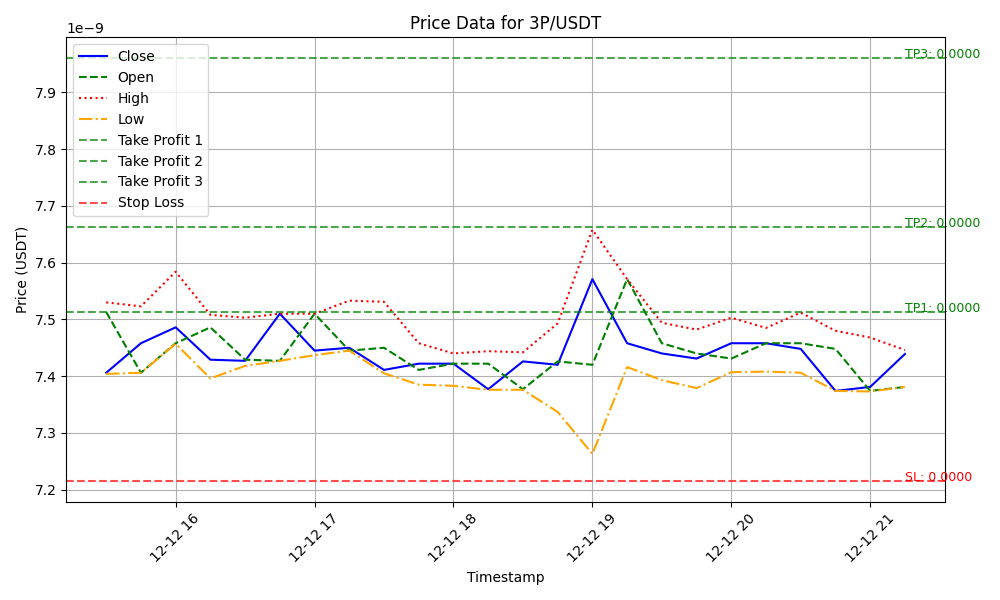 Price Data for 3P/USDT
1e−9
Close
Open
High
Low
Take Profit 1
Take Profit 2
Take Profit 3
Stop Loss
TP3: 0.0000
TP2: 0.0000
TP1: 0.0000
SL: 0.0000
7.9
7.8
7.7
7.6
7.5
7.4
7.3
7.2
Price (USDT)
12-12 16
12-12 17
12-12 18
12-12 19
12-12 20
12-12 21
Timestamp